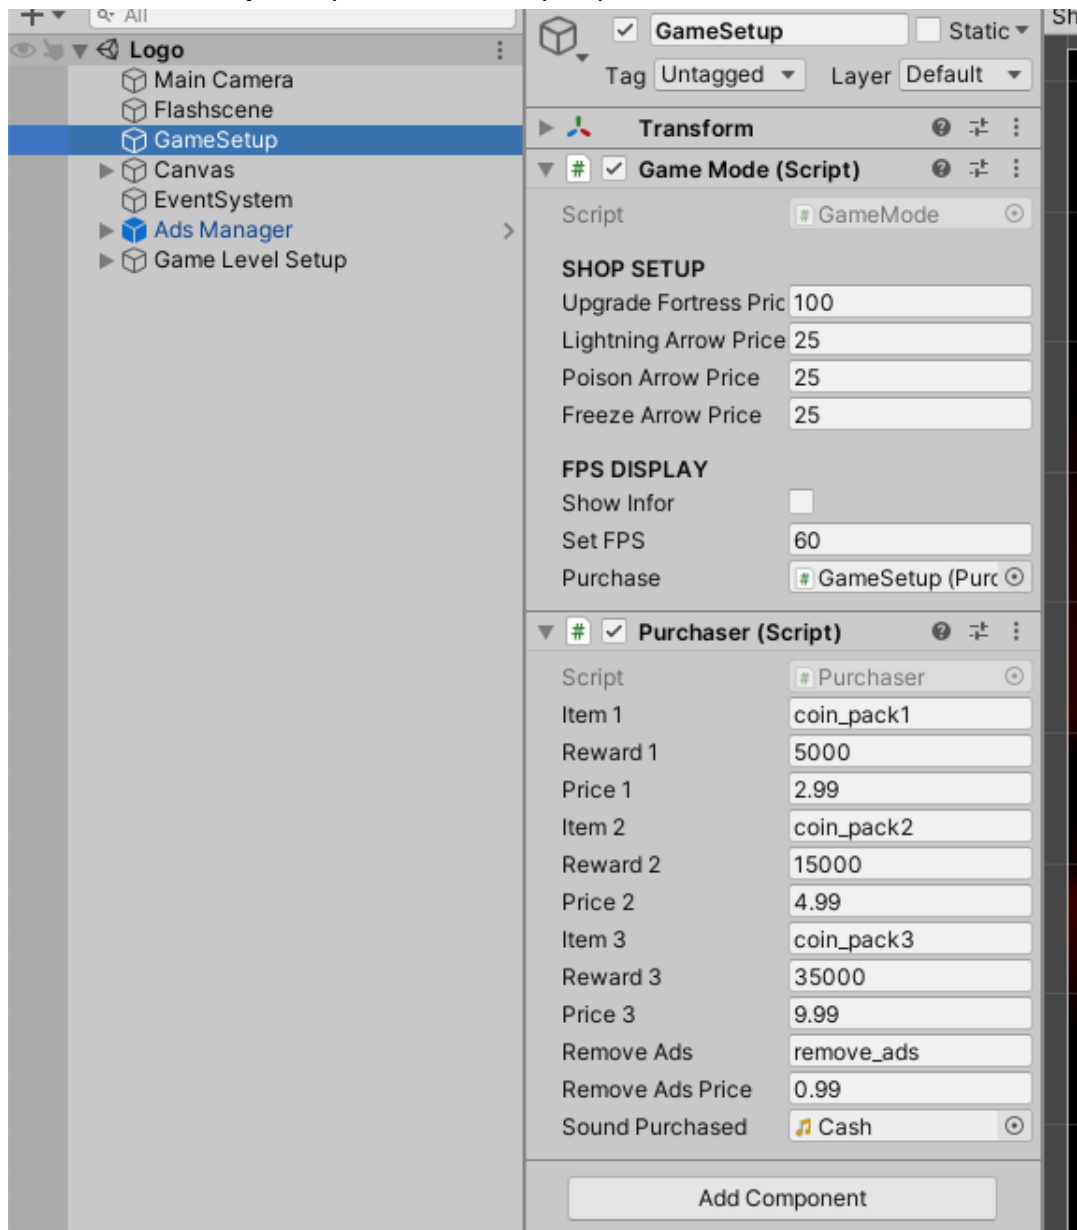 All
Logo
Main Camera
Flashscene
GameSetup
Canvas
EventSystem
Ads Manager
Game Level Setup
GameSetup
Static
Tag Untagged Layer Default
Transform
# Game Mode (Script)
Script # GameMode
SHOP SETUP
Upgrade Fortress Pric 100
Lightning Arrow Price 25
Poison Arrow Price 25
Freeze Arrow Price 25
FPS DISPLAY
Show Infor
Set FPS 60
Purchase # GameSetup (Purc
# Purchaser (Script)
Script # Purchaser
Item 1 coin_pack1
Reward 1 5000
Price 1 2.99
Item 2 coin_pack2
Reward 2 15000
Price 2 4.99
Item 3 coin_pack3
Reward 3 35000
Price 3 9.99
Remove Ads remove_ads
Remove Ads Price 0.99
Sound Purchased Cash
Add Component
Sh